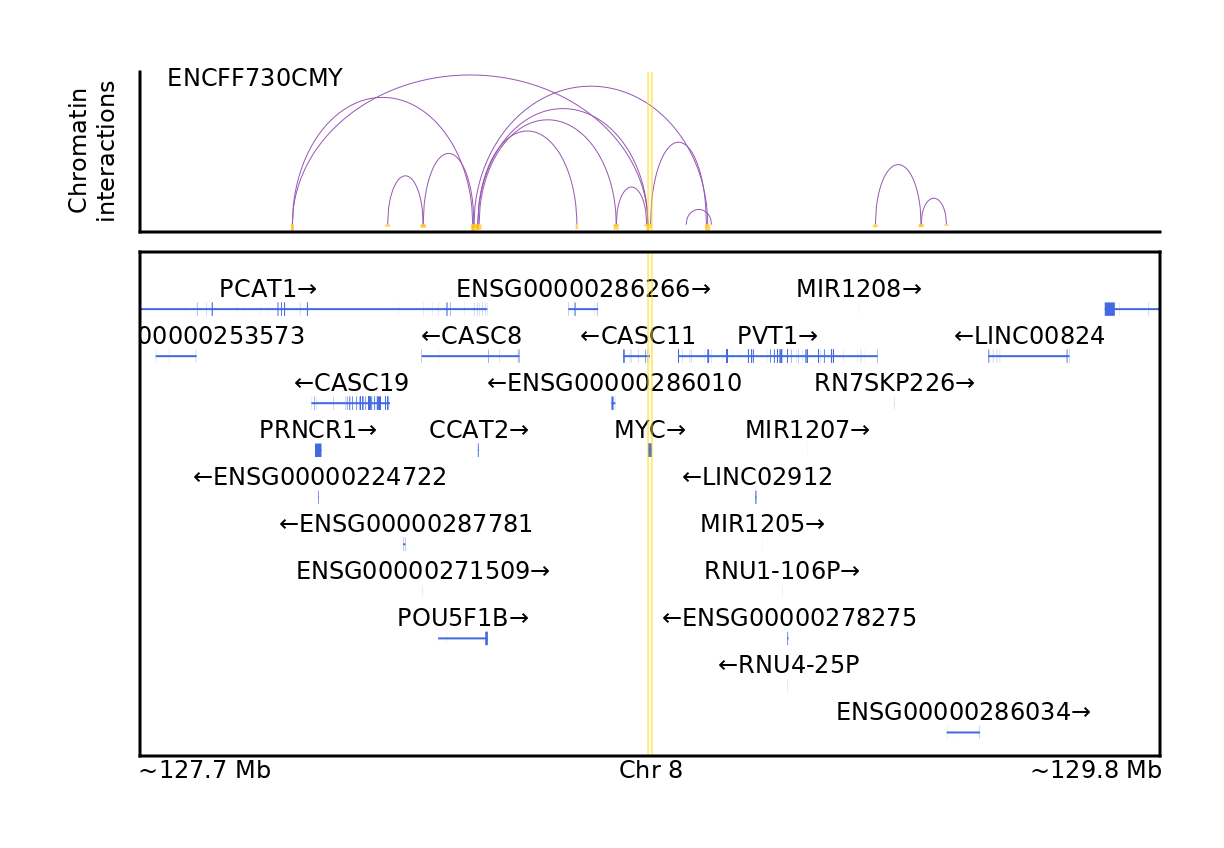 ENCFF730CMY
Chromatin
interactions
PCAT1→ ENSG00000286266→ MIR1208→
00000253573 ←CASC8 ←CASC11 PVT1→ ←LINC00824
←CASC19 ←ENSG00000286010 RN7SKP226→
PRNCR1→ CCAT2→ MYC→ MIR1207→
←ENSG00000224722 ←LINC02912
←ENSG00000287781 MIR1205→
ENSG00000271509→ RNU1-106P→
POU5F1B→ ←ENSG00000278275
←RNU4-25P
ENSG00000286034→
~127.7 Mb Chr 8 ~129.8 Mb